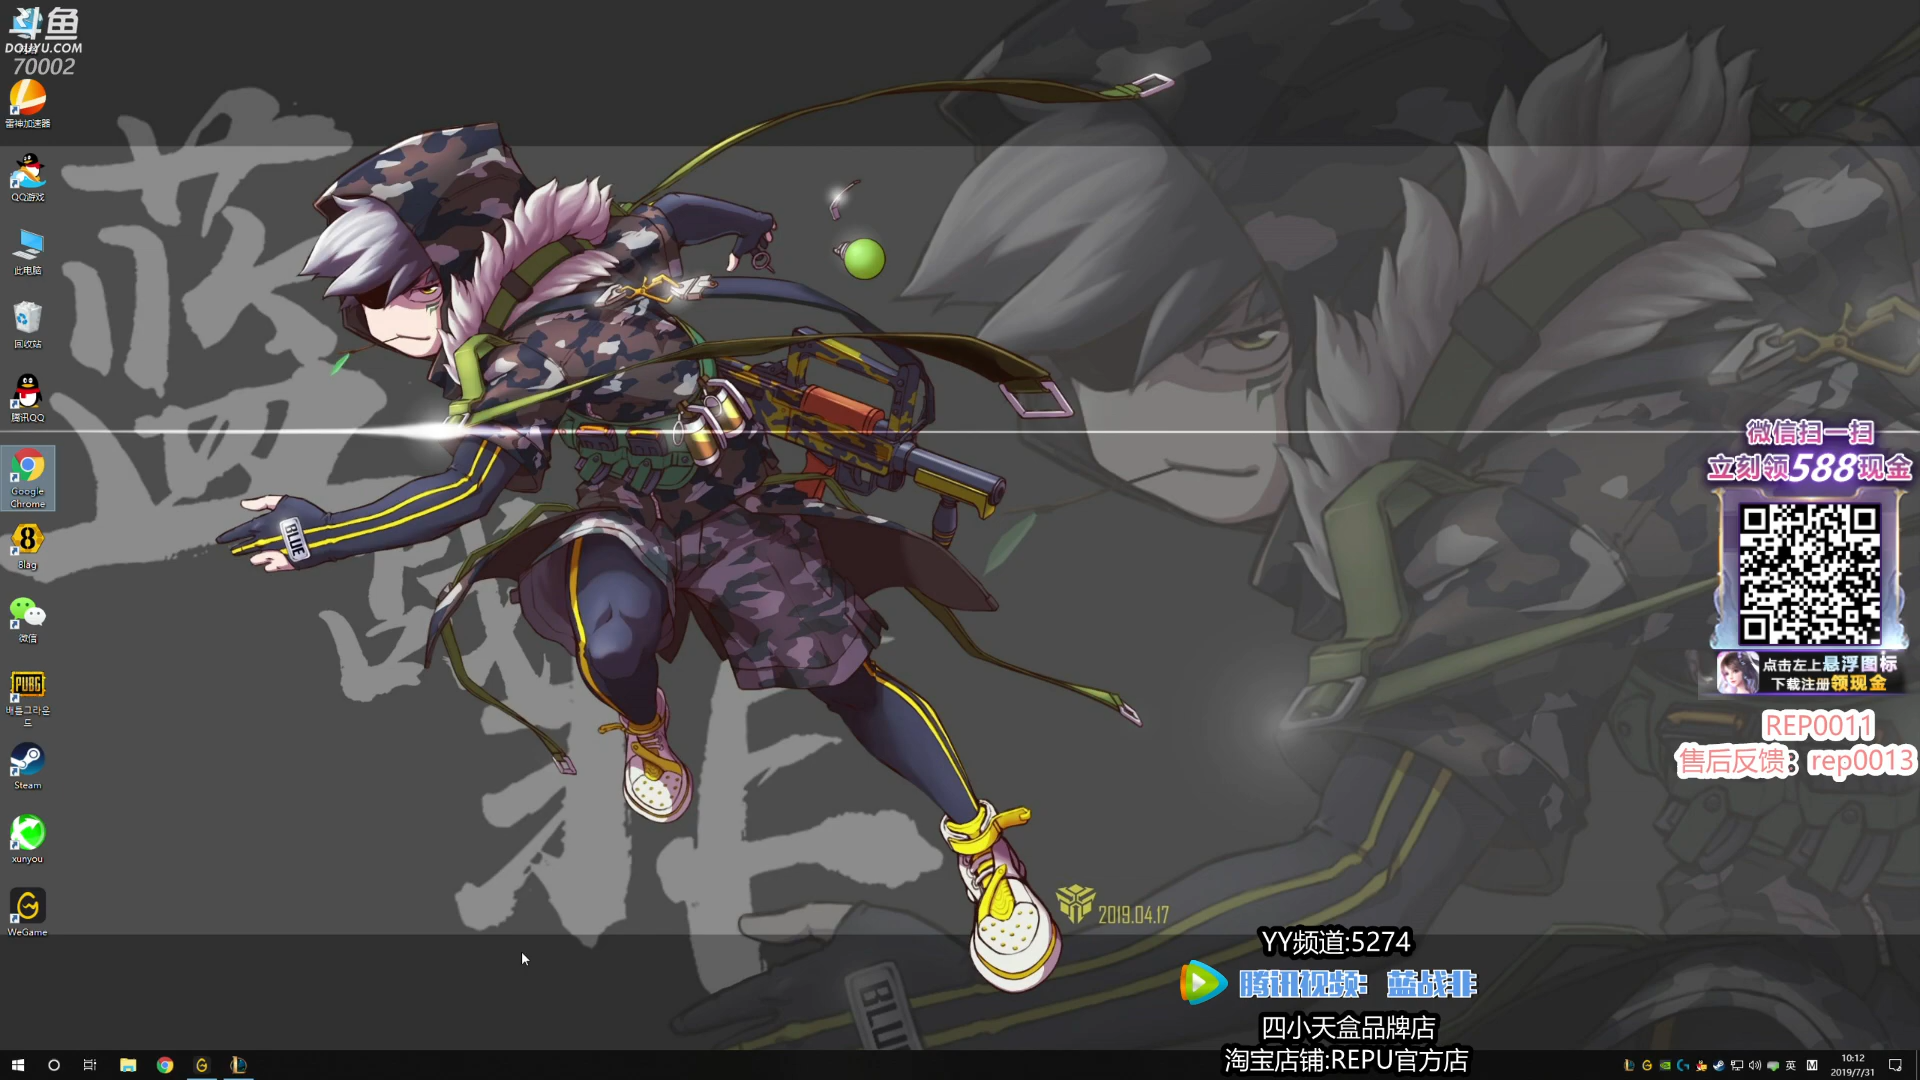 斗鱼
DOUYU.COM
70002
雷神加速器
QQ游戏
此电脑
回收站
腾讯QQ
Google
Chrome
8
8lag
微信
PUBG
배틀그라운
드
Steam
xunyou
WeGame
蓝战非
BLUE
BLUE
2019.04.17
微信扫一扫
立刻领588现金
点击左上悬浮图标
下载注册领现金
REP0011
售后反馈：rep0013
YY频道:5274
腾讯视频： 蓝战非
四小天盒品牌店
淘宝店铺:REPU官方店
英
M
10:12
2019/7/31